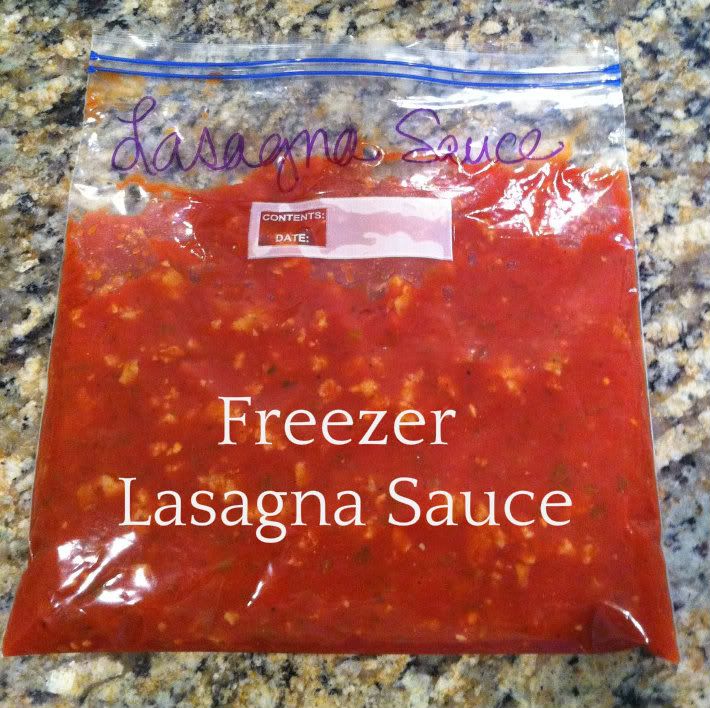 Lasagna Sauce
CONTENTS:
DATE:
Freezer
Lasagna Sauce